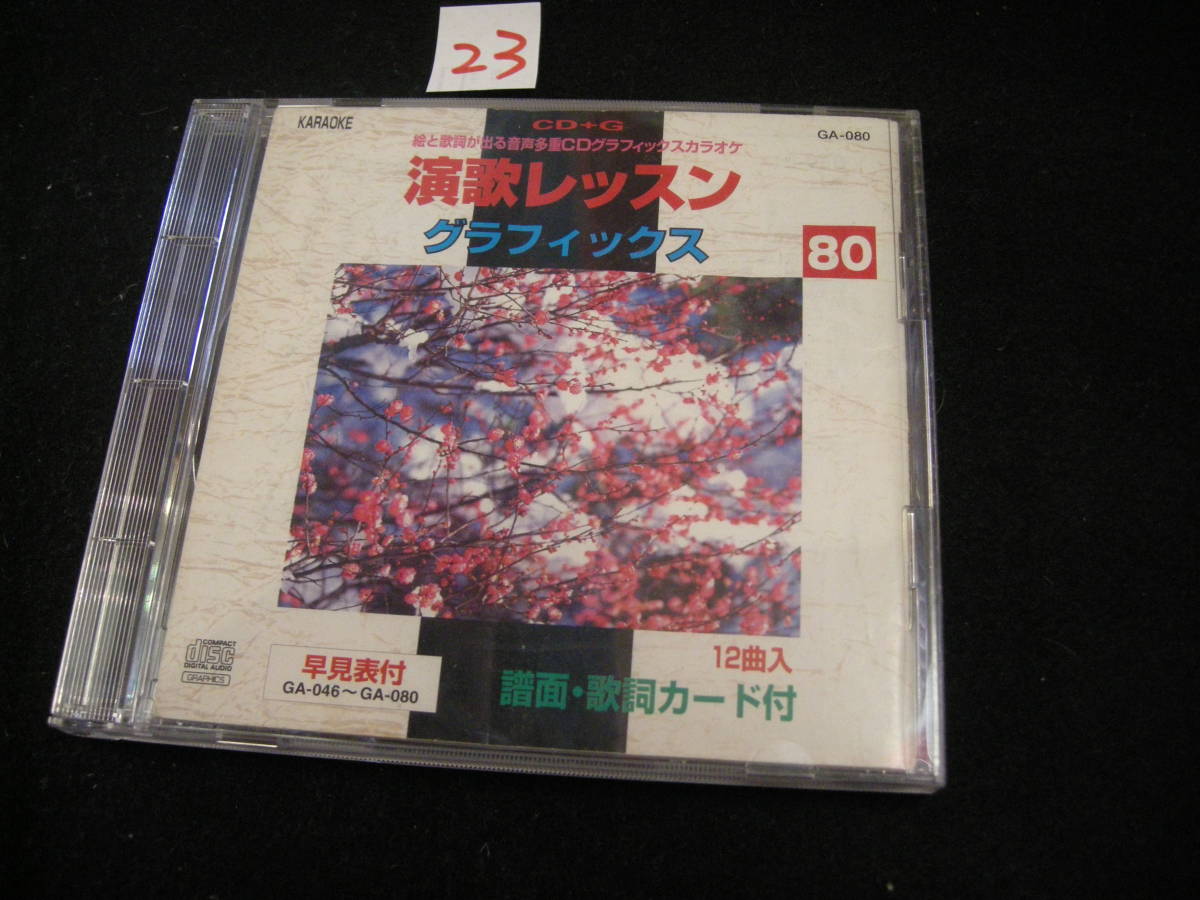 23
KARAOKE
CD+G
GA-080
絵と歌詞が出る音声多重CDグラフィックスカラオケ
演歌レッスン
グラフィックス
80
COMPACT
disc
DIGITAL AUDIO
GRAPHICS
早見表付
GA-046〜GA-080
12曲入
譜面・歌詞カード付